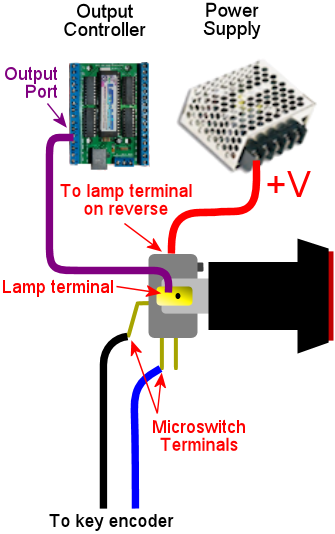 Output
Controller
Power
Supply
Output
Port
To lamp terminal
on reverse
+V
Lamp terminal
Microswitch
Terminals
To key encoder